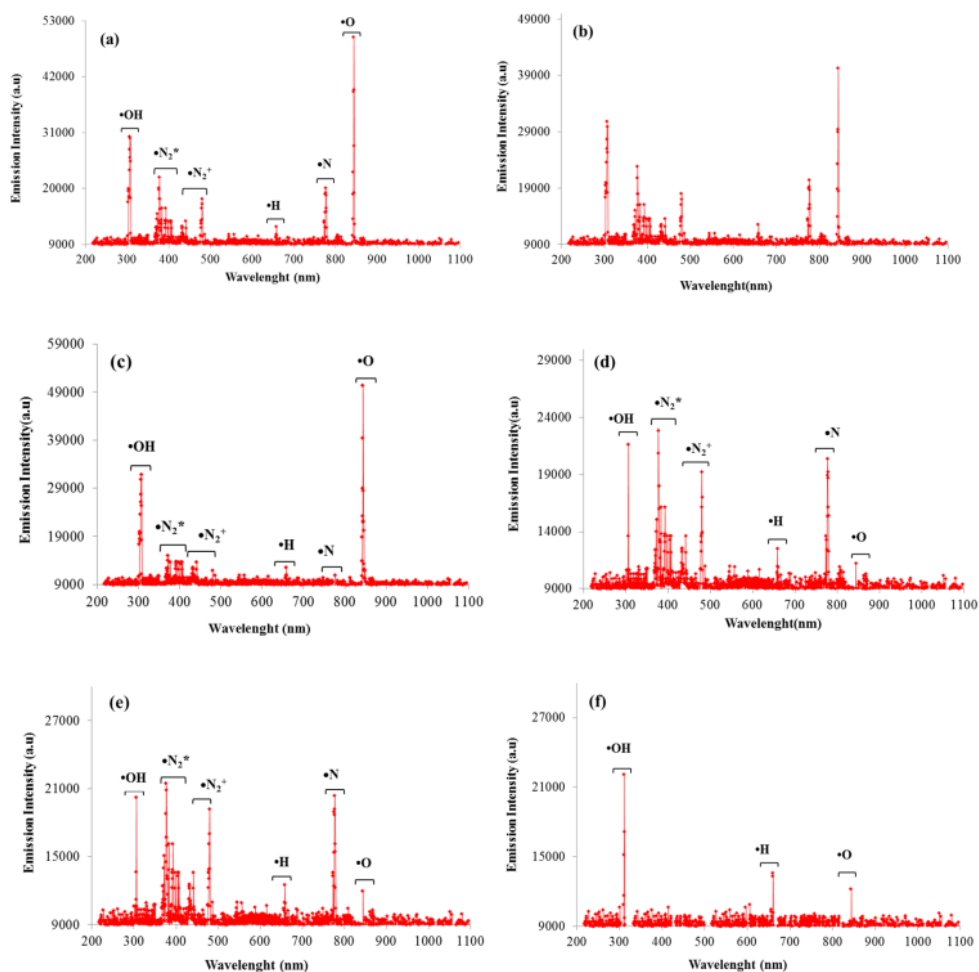 (a)
Emission Intensity (a.u)
53000
42000
31000
20000
9000
•OH
•N₂*
•N₂⁺
•H
•N
•O
200 300 400 500 600 700 800 900 1000 1100
Wavelenght (nm)
(b)
Emission Intensity (a.u)
49000
39000
29000
19000
9000
200 300 400 500 600 700 800 900 1000 1100
Wavelenght(nm)
(c)
Emission Intensity(a.u)
59000
49000
39000
29000
19000
9000
•OH
•N₂*
•N₂⁺
•H
•N
•O
200 300 400 500 600 700 800 900 1000 1100
Wavelenght (nm)
(d)
Emission Intensity(a.u)
29000
24000
19000
14000
9000
•OH
•N₂*
•N₂⁺
•H
•N
•O
200 300 400 500 600 700 800 900 1000 1100
Wavelenght(nm)
(e)
Emission Intensity (a.u)
27000
21000
15000
9000
•OH
•N₂*
•N₂⁺
•H
•N
•O
200 300 400 500 600 700 800 900 1000 1100
Wavelenght (nm)
(f)
Emission Intensity (a.u)
27000
21000
15000
9000
•OH
•H
•O
200 300 400 500 600 700 800 900 1000 1100
Wavelenght (nm)